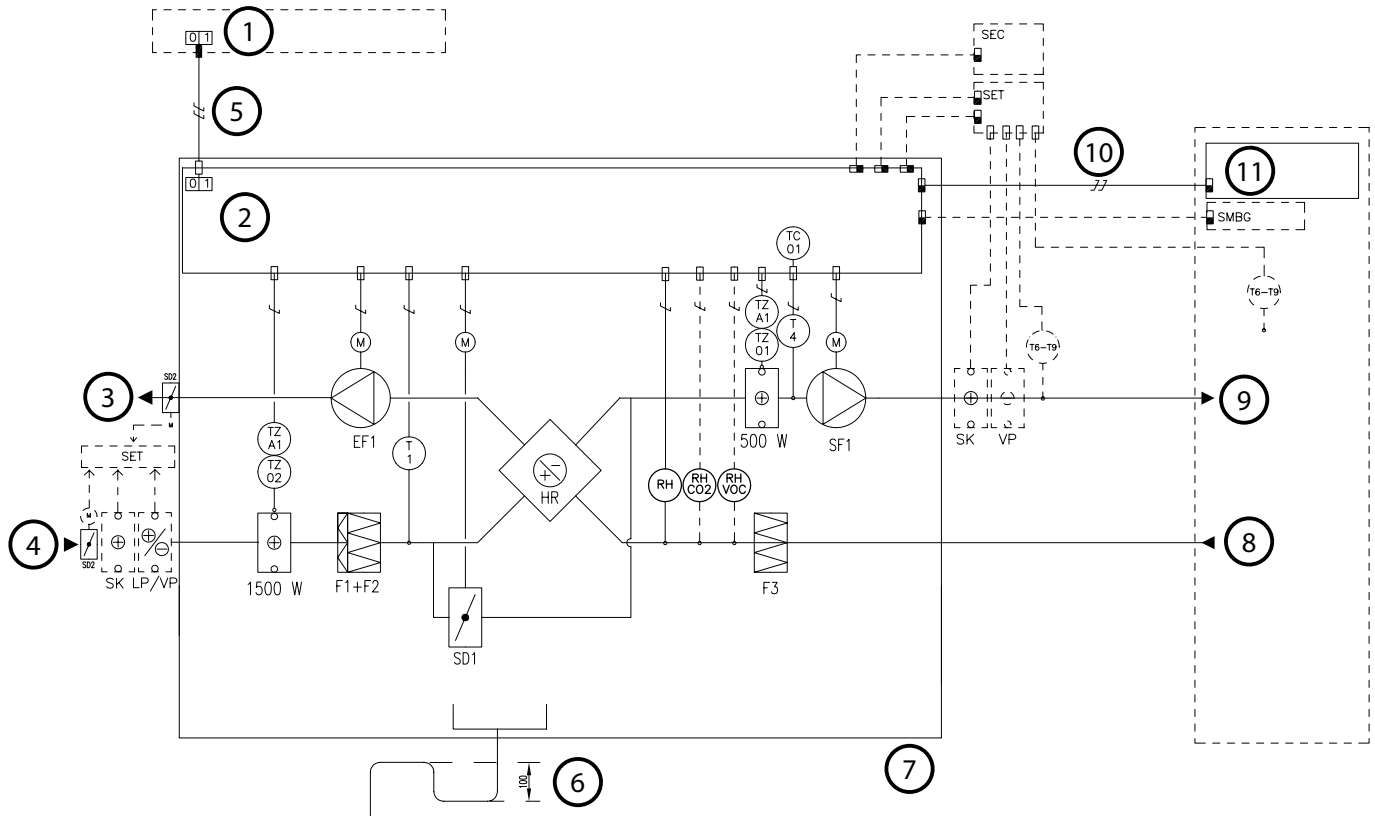 0 1
1
SEC
5
SET
10
11
0 1
2
SMBG
TC
01
TZ
A1
TZ
01
T
4
T6-T9
M
M
M
T6-T9
SD2
3
9
EF1
500 W
SF1
SK
VP
TZ
A1
TZ
02
T
1
M
SET
HR
RH
RH
CO2
RH
VOC
M
4
8
SD2
SK
LP/VP
1500 W
F1+F2
F3
SD1
7
100
6